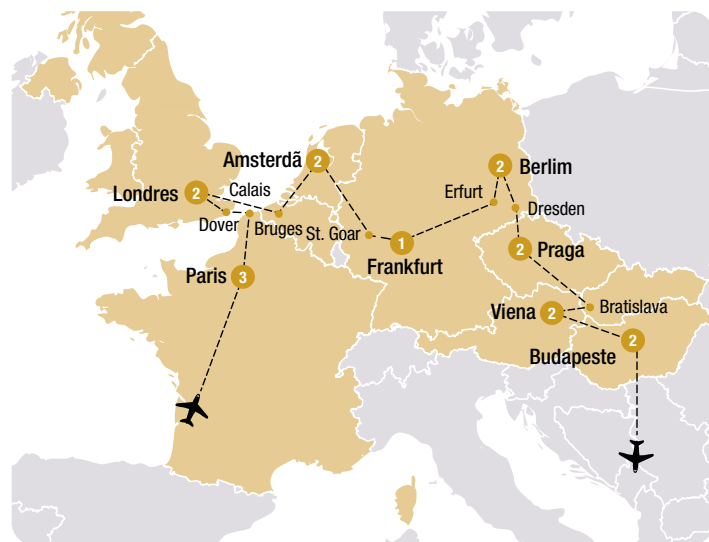 Amsterdã
2
2
Berlim
Londres
2
Calais
Erfurt
Dover
Bruges
St. Goar
Dresden
1
Frankfurt
2
Praga
Paris
3
Viena
2
Bratislava
2
Budapeste